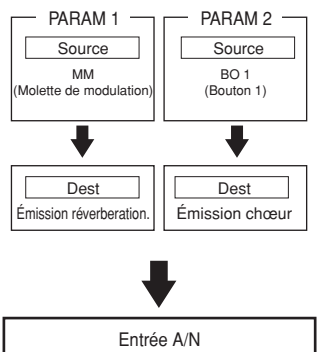 PARAM 1
Source
MM
(Molette de modulation)
Dest
Émission réverberation.
PARAM 2
Source
BO 1
(Bouton 1)
Dest
Émission chœur
Entrée A/N